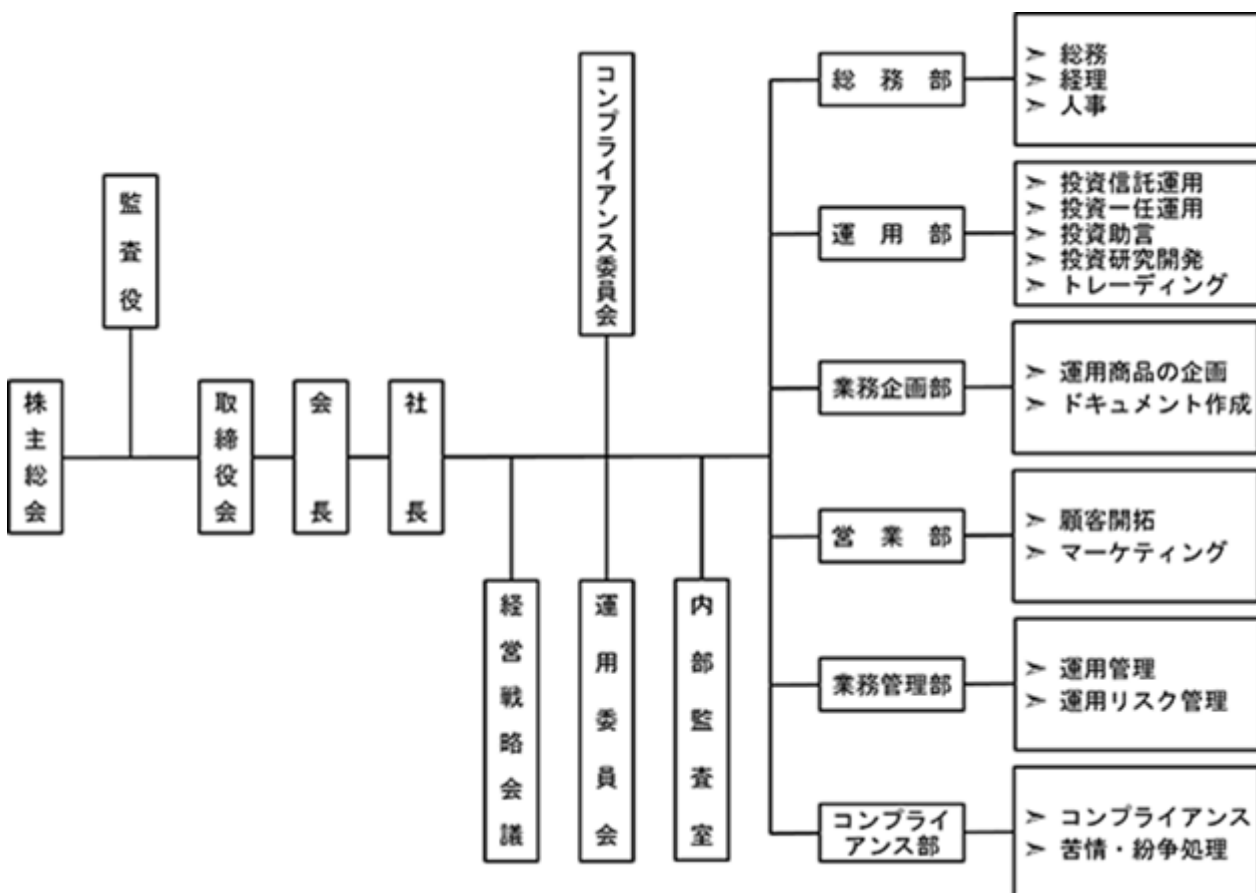 株主総会
監査役
取締役会
会長
社長
コンプライアンス委員会
経営戦略会議
運用委員会
内部監査室
総務部
➢ 総務
➢ 経理
➢ 人事
運用部
➢ 投資信託運用
➢ 投資一任運用
➢ 投資助言
➢ 投資研究開発
➢ トレーディング
業務企画部
➢ 運用商品の企画
➢ ドキュメント作成
営業部
➢ 顧客開拓
➢ マーケティング
業務管理部
➢ 運用管理
➢ 運用リスク管理
コンプライ
アンス部
➢ コンプライアンス
➢ 苦情・紛争処理